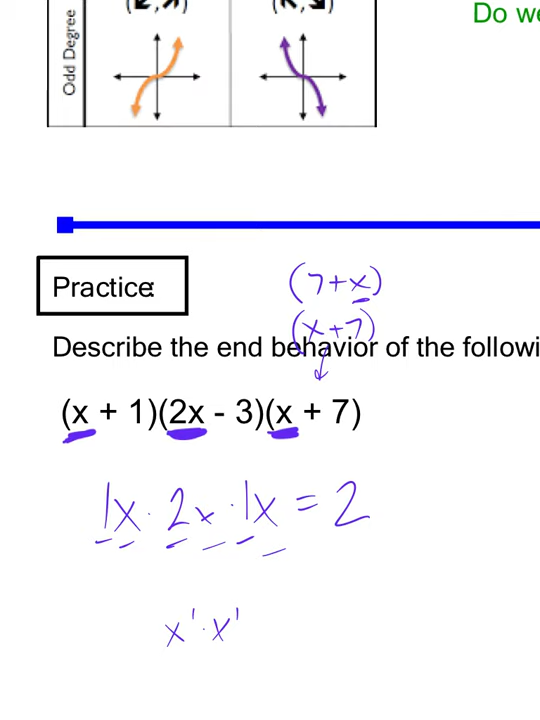 Do we
Odd Degree
Practice:
(7+x)
(x+7)
Describe the end behavior of the followi
(x + 1)(2x - 3)(x + 7)
1x · 2x · 1x = 2
x¹ · x¹